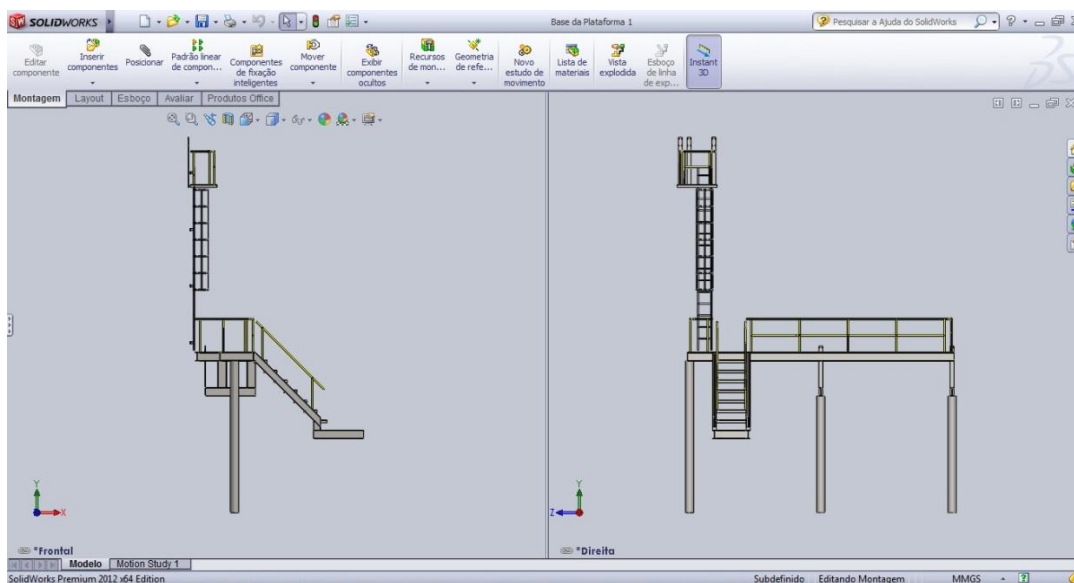 SOLIDWORKS
Base da Plataforma 1
Pesquisar a Ajuda do SolidWorks
Editar
componente
Inserir
componentes
Posicionar
Padrão linear
de compon...
Componentes
de fixação
inteligentes
Mover
componente
Exibir
componentes
ocultos
Recursos
de mon...
Geometria
de refe...
Novo
estudo de
movimento
Lista de
materiais
Vista
explodida
Esboço
de linha
de exp...
Instant
3D
Montagem Layout Esboço Avaliar Produtos Office
Y
X
*Frontal
Y
Z
*Direita
Modelo Motion Study 1
SolidWorks Premium 2012 x64 Edition
Subdefinido Editando Montagem MMGS